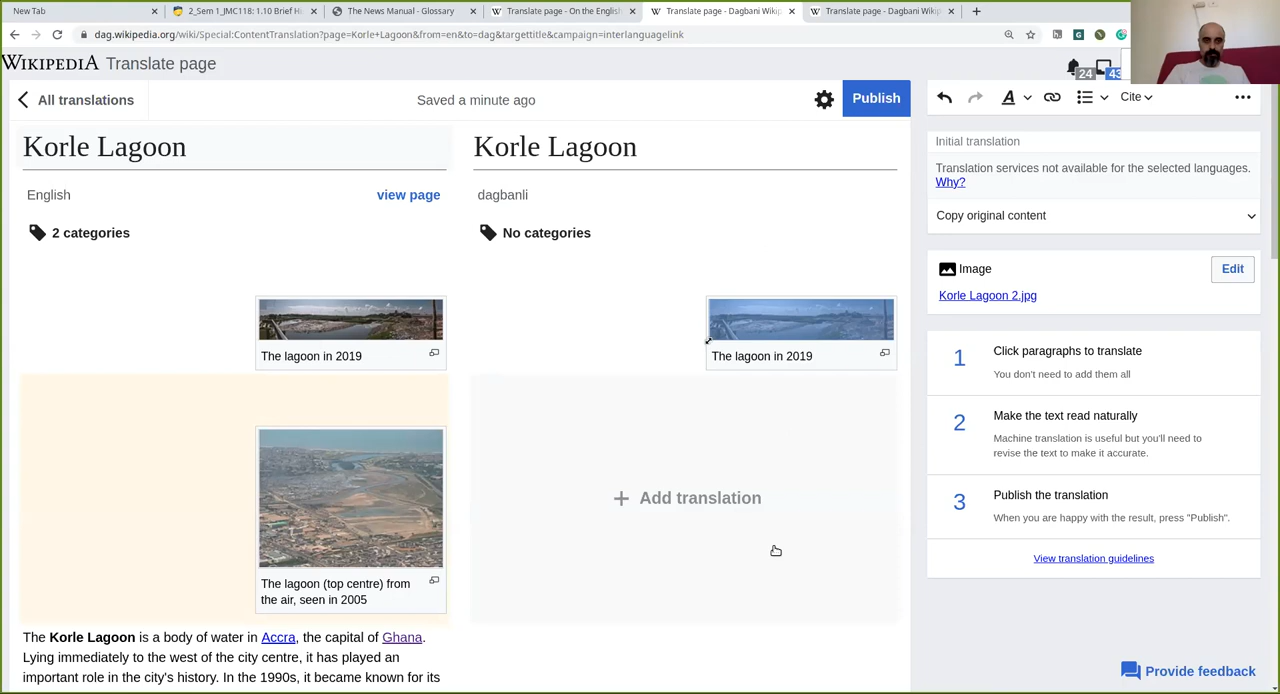 New Tab
2_Sem 1_JMC118: 1.10 Brief Hi
The News Manual - Glossary
Translate page - On the English
Translate page - Dagbani Wikip
Translate page - Dagbani Wikip
dag.wikipedia.org/wiki/Special:ContentTranslation?page=Korle+Lagoon&from=en&to=dag&targettitle&campaign=interlanguagelink
WIKIPEDIA Translate page
24
43
All translations
Saved a minute ago
Publish
Cite
Korle Lagoon
English
view page
2 categories
The lagoon in 2019
The lagoon (top centre) from
the air, seen in 2005
The Korle Lagoon is a body of water in Accra, the capital of Ghana.
Lying immediately to the west of the city centre, it has played an
important role in the city's history. In the 1990s, it became known for its
Korle Lagoon
dagbanli
No categories
The lagoon in 2019
+ Add translation
Initial translation
Translation services not available for the selected languages.
Why?
Copy original content
Image
Edit
Korle Lagoon 2.jpg
1
Click paragraphs to translate
You don't need to add them all
2
Make the text read naturally
Machine translation is useful but you'll need to
revise the text to make it accurate.
3
Publish the translation
When you are happy with the result, press "Publish".
View translation guidelines
Provide feedback